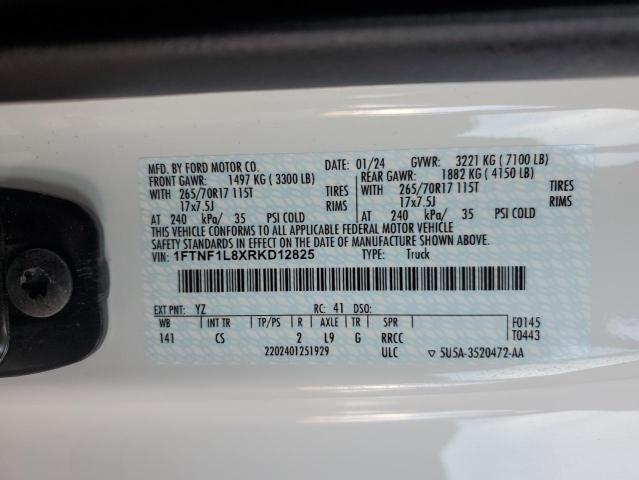 MFD. BY FORD MOTOR CO. DATE: 01/24 GVWR: 3221 KG ( 7100 LB)
FRONT GAWR: 1497 KG ( 3300 LB) REAR GAWR: 1882 KG ( 4150 LB)
WITH 265/70R17 115T TIRES WITH 265/70R17 115T TIRES
17x7.5J RIMS 17x7.5J RIMS
AT 240 kPa/ 35 PSI COLD AT 240 kPa/ 35 PSI COLD
THIS VEHICLE CONFORMS TO ALL APPLICABLE FEDERAL MOTOR VEHICLE
SAFETY STANDARDS IN EFFECT ON THE DATE OF MANUFACTURE SHOWN ABOVE.
VIN: 1FTNF1L8XRKD12825 TYPE: Truck
EXT PNT: YZ RC: 41 DSO:
WB INT TR TP/PS R AXLE TR SPR F0145
141 CS 2 L9 G RRCC T0443
2202401251929 ULC ▽ 5U5A-3520472-AA